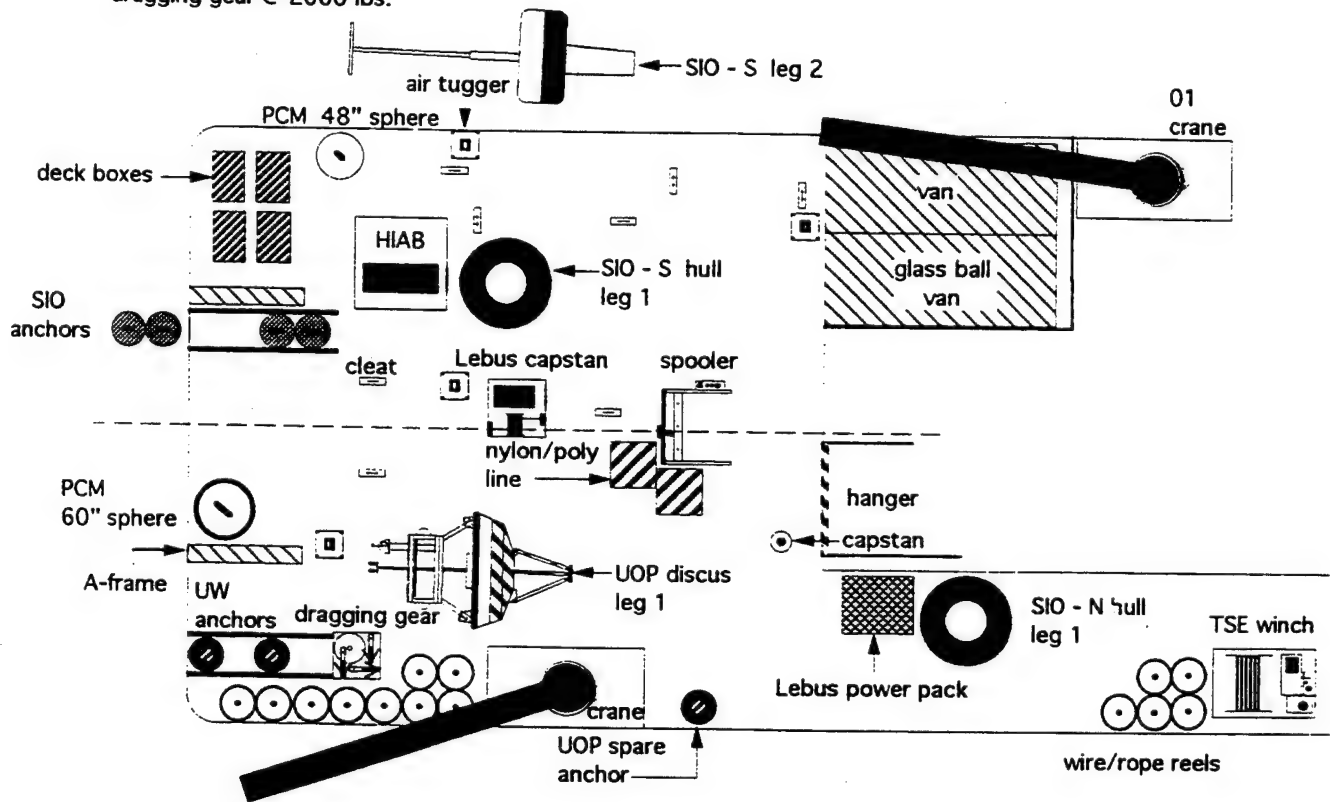 dragging gear @ 2000 lbs.
SIO - S leg 2
air tugger
PCM 48" sphere
01
crane
deck boxes
van
HIAB
SIO - S hull
leg 1
glass ball
van
SIO
anchors
cleat
Lebus capstan
spooler
nylon/poly
line
PCM
60" sphere
hanger
capstan
A-frame
UW
anchors
dragging gear
UOP discus
leg 1
SIO - N hull
leg 1
TSE winch
Lebus power pack
crane
UOP spare
anchor
wire/rope reels